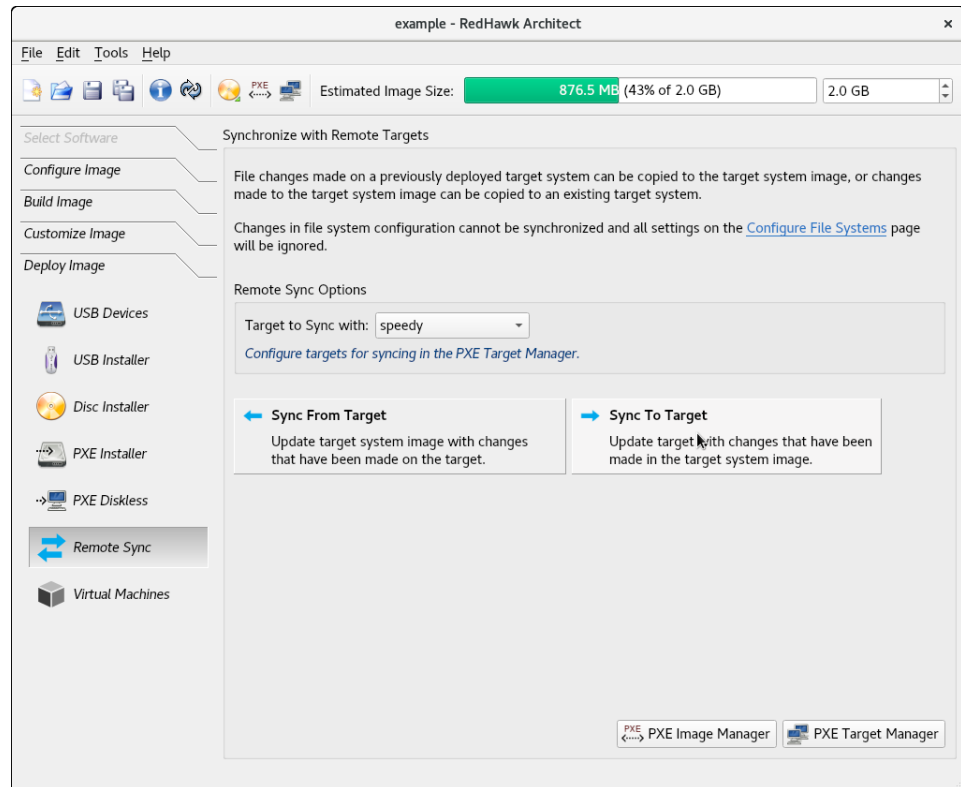 example - RedHawk Architect
File Edit Tools Help
PXE
Estimated Image Size:
876.5 MB (43% of 2.0 GB)
2.0 GB
Select Software
Configure Image
Build Image
Customize Image
Deploy Image
USB Devices
USB Installer
Disc Installer
PXE Installer
PXE Diskless
Remote Sync
Virtual Machines
Synchronize with Remote Targets
File changes made on a previously deployed target system can be copied to the target system image, or changes
made to the target system image can be copied to an existing target system.
Changes in file system configuration cannot be synchronized and all settings on the Configure File Systems page
will be ignored.
Remote Sync Options
Target to Sync with: speedy
Configure targets for syncing in the PXE Target Manager.
Sync From Target
Update target system image with changes
that have been made on the target.
Sync To Target
Update target with changes that have been
made in the target system image.
PXE
PXE Image Manager
PXE Target Manager